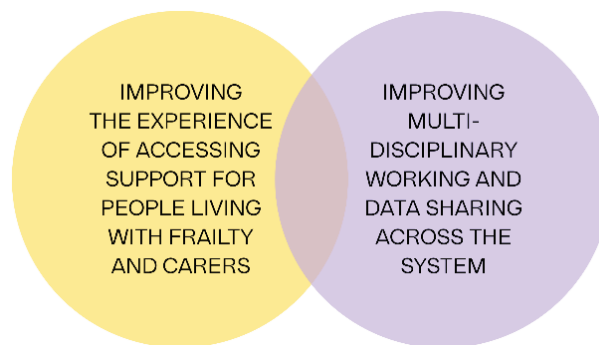 IMPROVING
THE EXPERIENCE
OF ACCESSING
SUPPORT FOR
PEOPLE LIVING
WITH FRAILTY
AND CARERS
IMPROVING
MULTI-
DISCIPLINARY
WORKING AND
DATA SHARING
ACROSS THE
SYSTEM